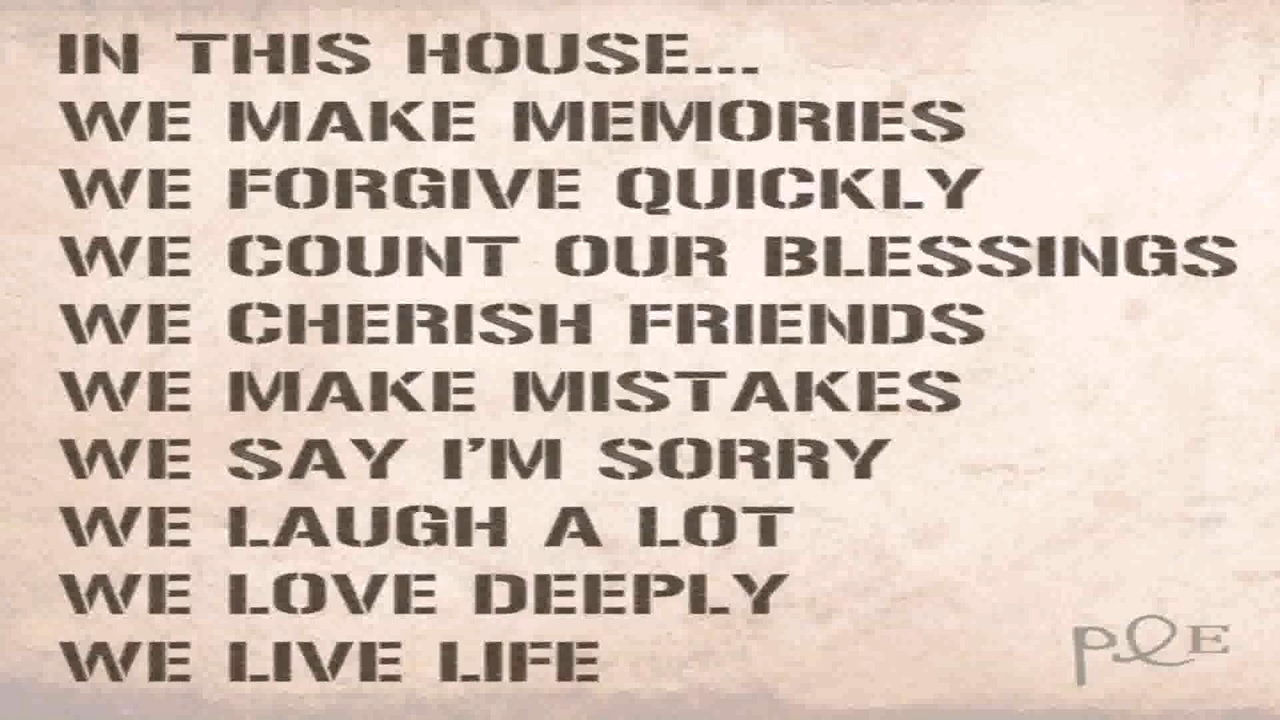 IN THIS HOUSE...
WE MAKE MEMORIES
WE FORGIVE QUICKLY
WE COUNT OUR BLESSINGS
WE CHERISH FRIENDS
WE MAKE MISTAKES
WE SAY I'M SORRY
WE LAUGH A LOT
WE LOVE DEEPLY
WE LIVE LIFE
PLE